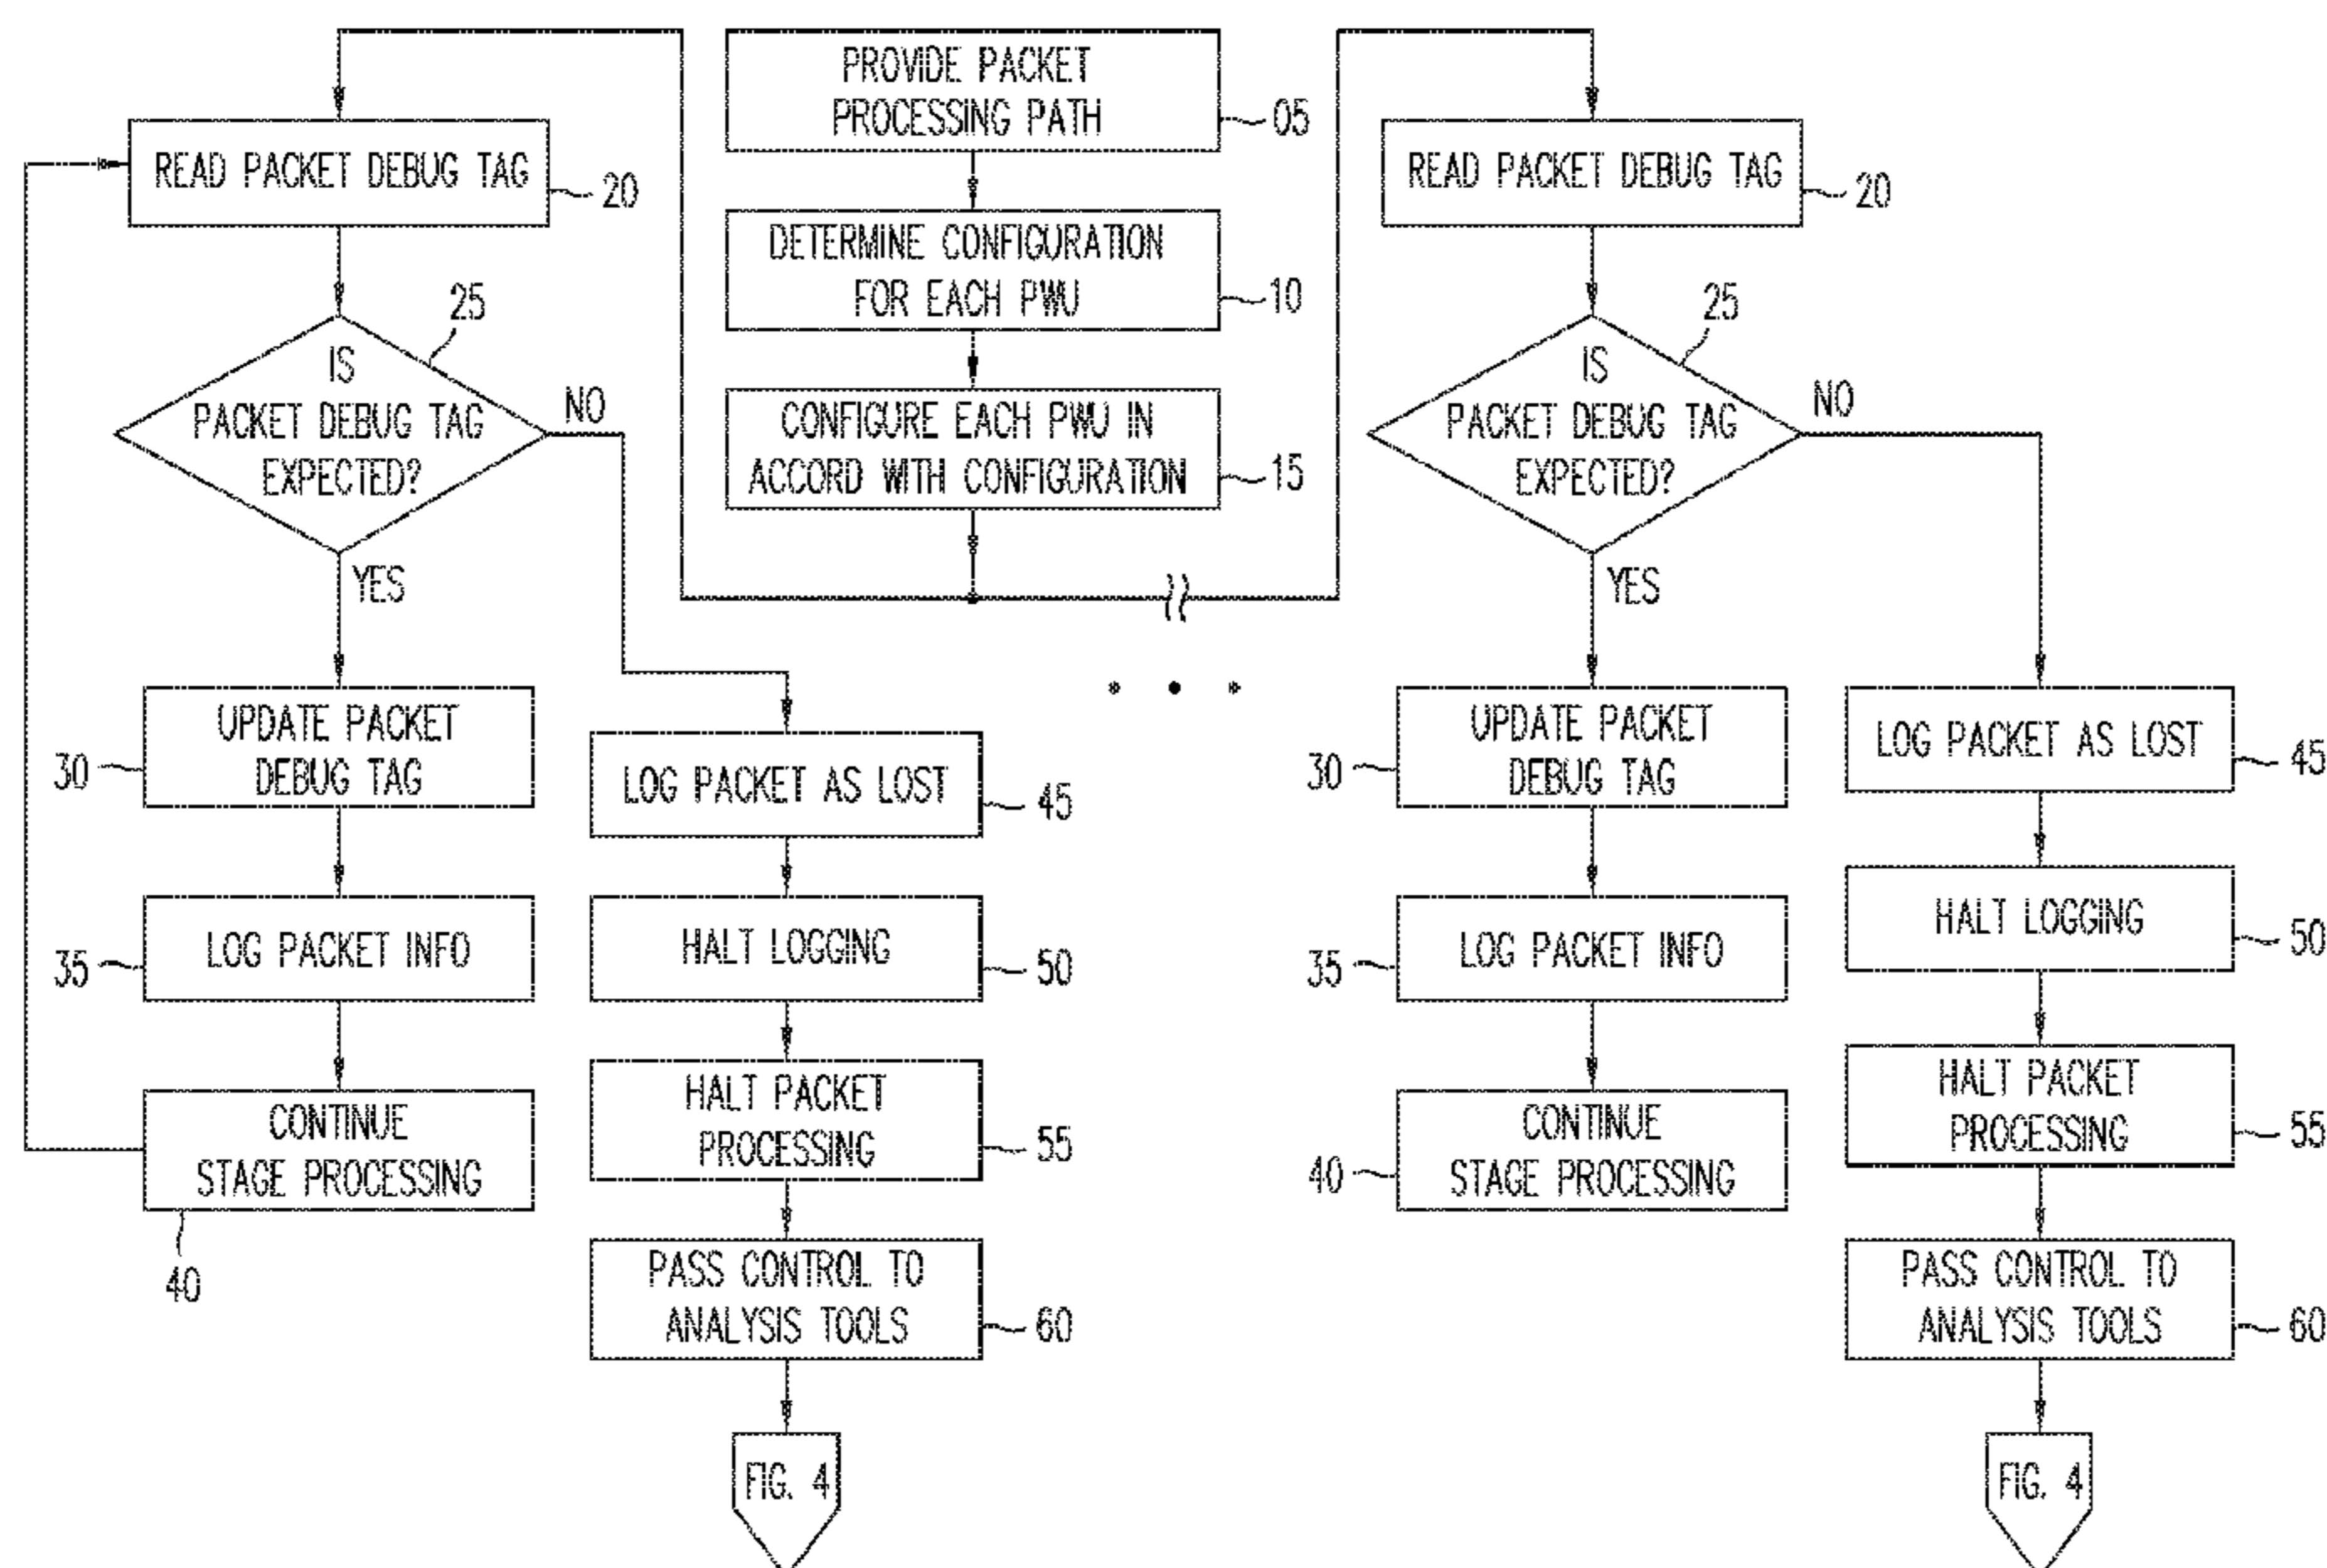 PROVIDE PACKET
PROCESSING PATH
05
DETERMINE CONFIGURATION
FOR EACH PWU
10
CONFIGURE EACH PWU IN
ACCORD WITH CONFIGURATION
15
READ PACKET DEBUG TAG
20
25
IS
PACKET DEBUG TAG
EXPECTED?
NO
YES
UPDATE PACKET
DEBUG TAG
30
LOG PACKET INFO
35
CONTINUE
STAGE PROCESSING
40
LOG PACKET AS LOST
45
HALT LOGGING
50
HALT PACKET
PROCESSING
55
PASS CONTROL TO
ANALYSIS TOOLS
60
FIG. 4
READ PACKET DEBUG TAG
20
25
IS
PACKET DEBUG TAG
EXPECTED?
NO
YES
UPDATE PACKET
DEBUG TAG
30
LOG PACKET INFO
35
CONTINUE
STAGE PROCESSING
40
LOG PACKET AS LOST
45
HALT LOGGING
50
HALT PACKET
PROCESSING
55
PASS CONTROL TO
ANALYSIS TOOLS
60
FIG. 4